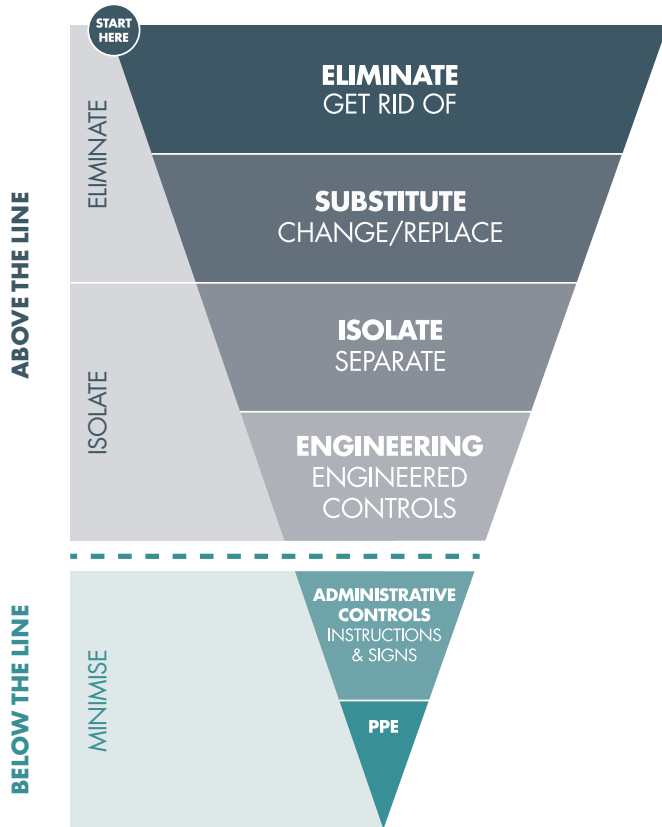 START
HERE
ABOVE THE LINE
ELIMINATE
ELIMINATE
GET RID OF
SUBSTITUTE
CHANGE/REPLACE
ISOLATE
ISOLATE
SEPARATE
ENGINEERING
ENGINEERED
CONTROLS
BELOW THE LINE
MINIMISE
ADMINISTRATIVE
CONTROLS
INSTRUCTIONS
& SIGNS
PPE